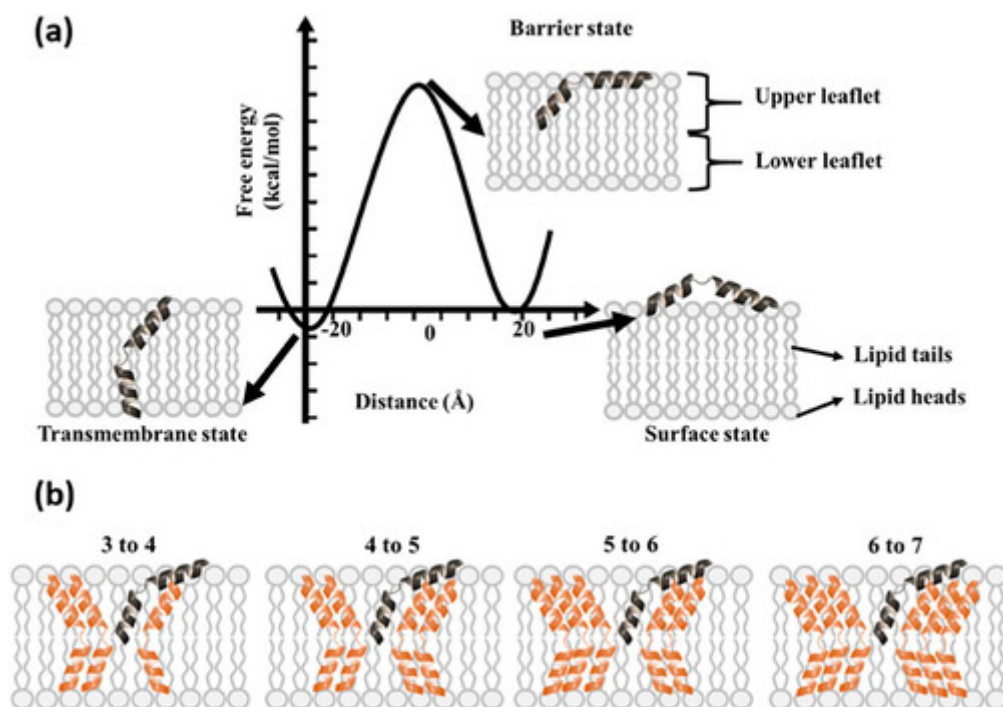 (a)
Barrier state
Free energy
(kcal/mol)
Upper leaflet
Lower leaflet
-20
0
20
Distance (Å)
Transmembrane state
Lipid tails
Lipid heads
Surface state
(b)
3 to 4
4 to 5
5 to 6
6 to 7